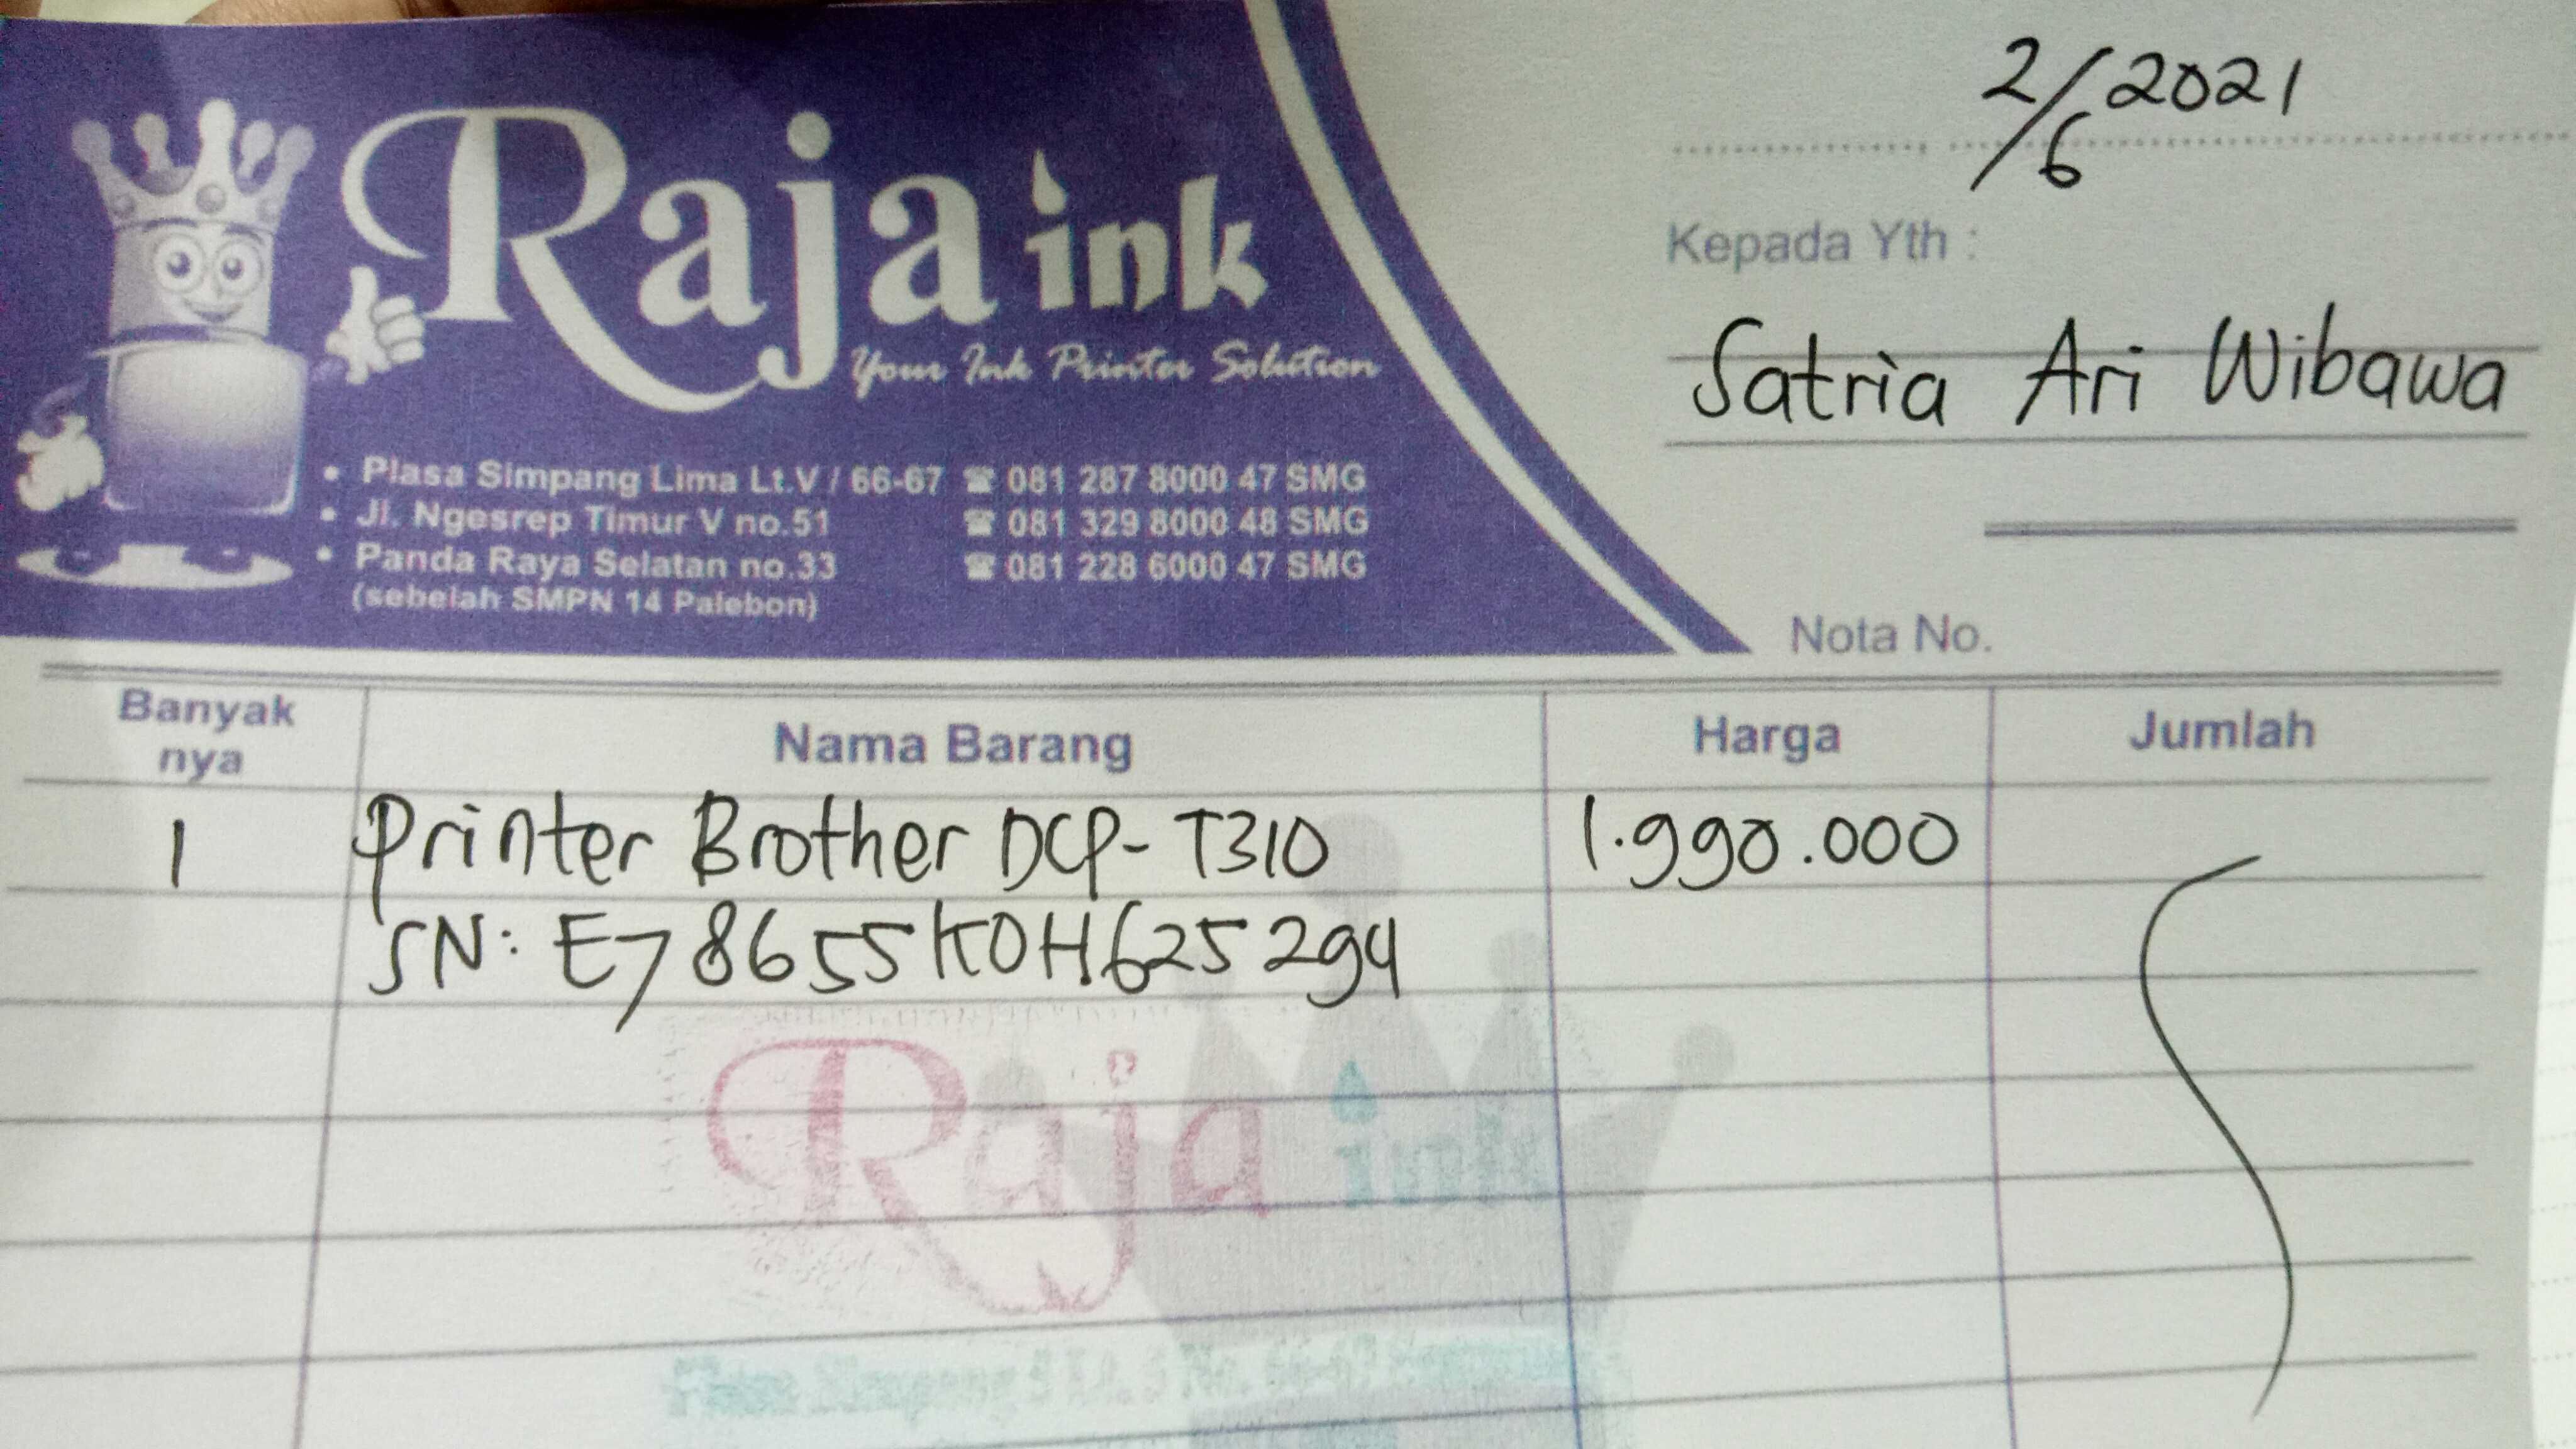 Raja ink
Your Ink Printer Solution
• Plasa Simpang Lima Lt.V / 66-67 ☎ 081 287 8000 47 SMG
• Jl. Ngesrep Timur V no.51 ☎ 081 329 8000 48 SMG
• Panda Raya Selatan no.33 ☎ 081 228 6000 47 SMG
(sebelah SMPN 14 Palebon)
2/6 2021
Kepada Yth :
Satria Ari Wibawa
Nota No.
Banyak nya Nama Barang Harga Jumlah
1 Printer Brother DCP-T310 1.990.000
SN: E78655K0H625294
Raja ink